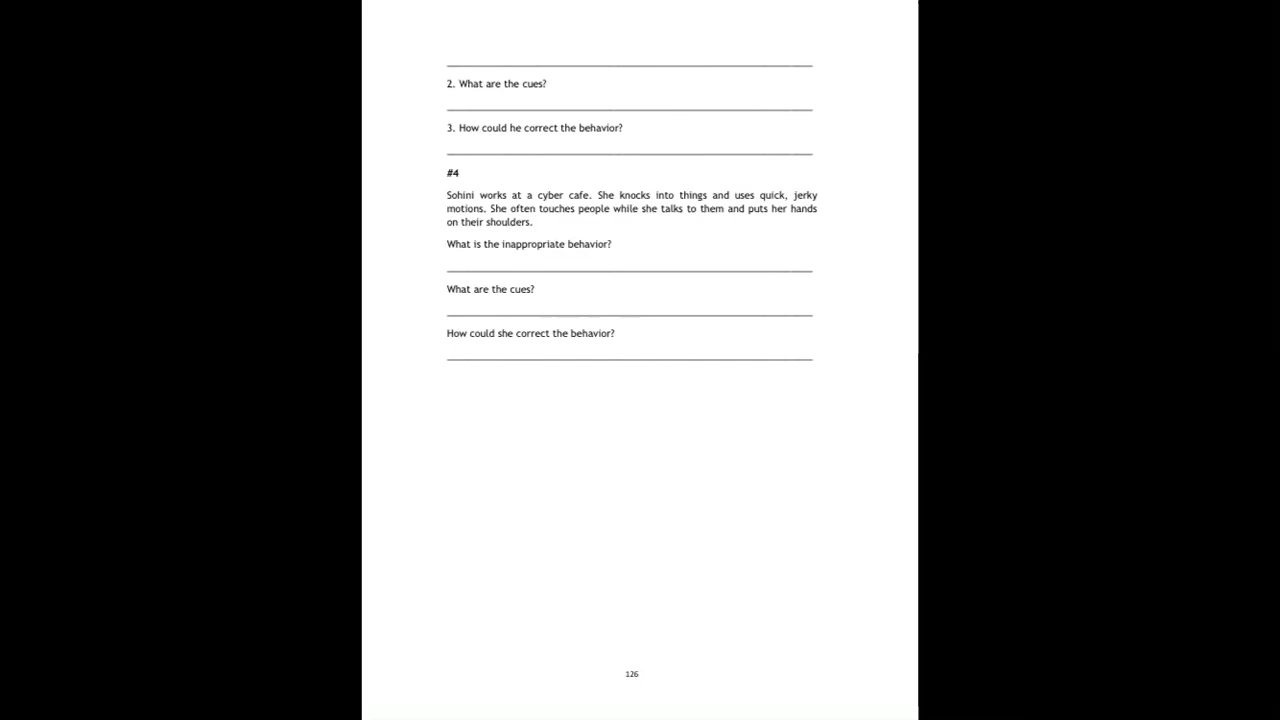 2. What are the cues?
3. How could he correct the behavior?
#4
Sohini works at a cyber cafe. She knocks into things and uses quick, jerky
motions. She often touches people while she talks to them and puts her hands
on their shoulders.
What is the inappropriate behavior?
What are the cues?
How could she correct the behavior?
126